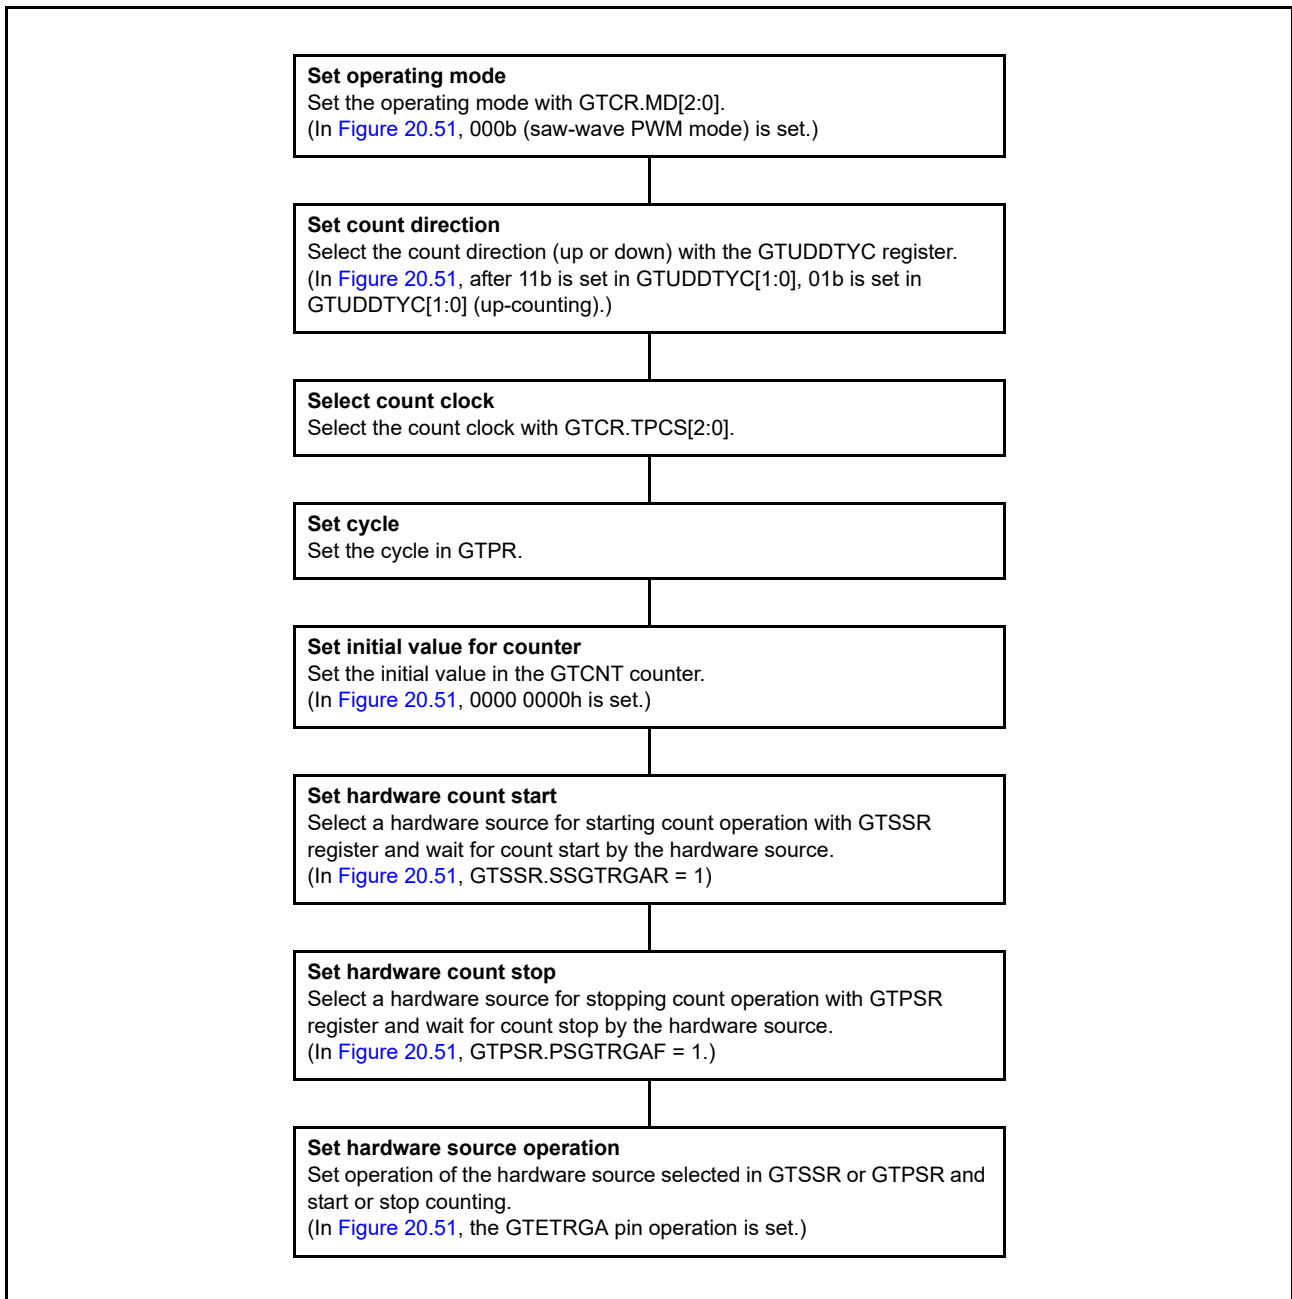 Set operating mode
Set the operating mode with GTCR.MD[2:0].
(In Figure 20.51, 000b (saw-wave PWM mode) is set.)
Set count direction
Select the count direction (up or down) with the GTUDDTYC register.
(In Figure 20.51, after 11b is set in GTUDDTYC[1:0], 01b is set in
GTUDDTYC[1:0] (up-counting).)
Select count clock
Select the count clock with GTCR.TPCS[2:0].
Set cycle
Set the cycle in GTPR.
Set initial value for counter
Set the initial value in the GTCNT counter.
(In Figure 20.51, 0000 0000h is set.)
Set hardware count start
Select a hardware source for starting count operation with GTSSR
register and wait for count start by the hardware source.
(In Figure 20.51, GTSSR.SSGTRGAR = 1)
Set hardware count stop
Select a hardware source for stopping count operation with GTPSR
register and wait for count stop by the hardware source.
(In Figure 20.51, GTPSR.PSGTRGAF = 1.)
Set hardware source operation
Set operation of the hardware source selected in GTSSR or GTPSR and
start or stop counting.
(In Figure 20.51, the GTETRGA pin operation is set.)